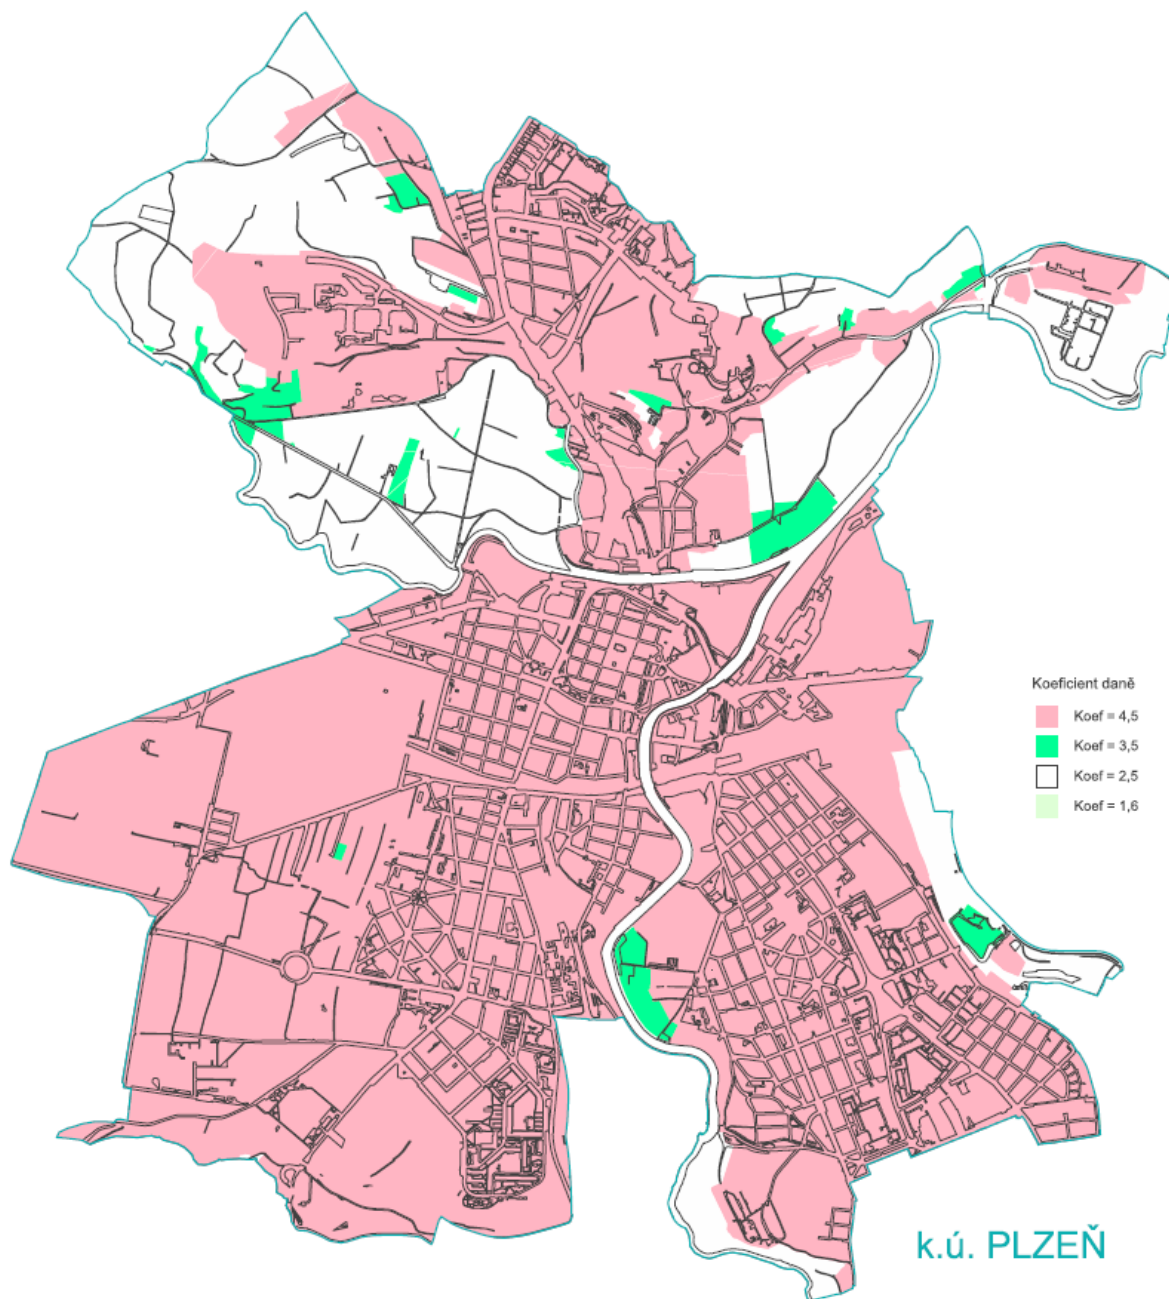 Koeficient daně
Koef = 4,5
Koef = 3,5
Koef = 2,5
Koef = 1,6
k.ú. PLZEŇ